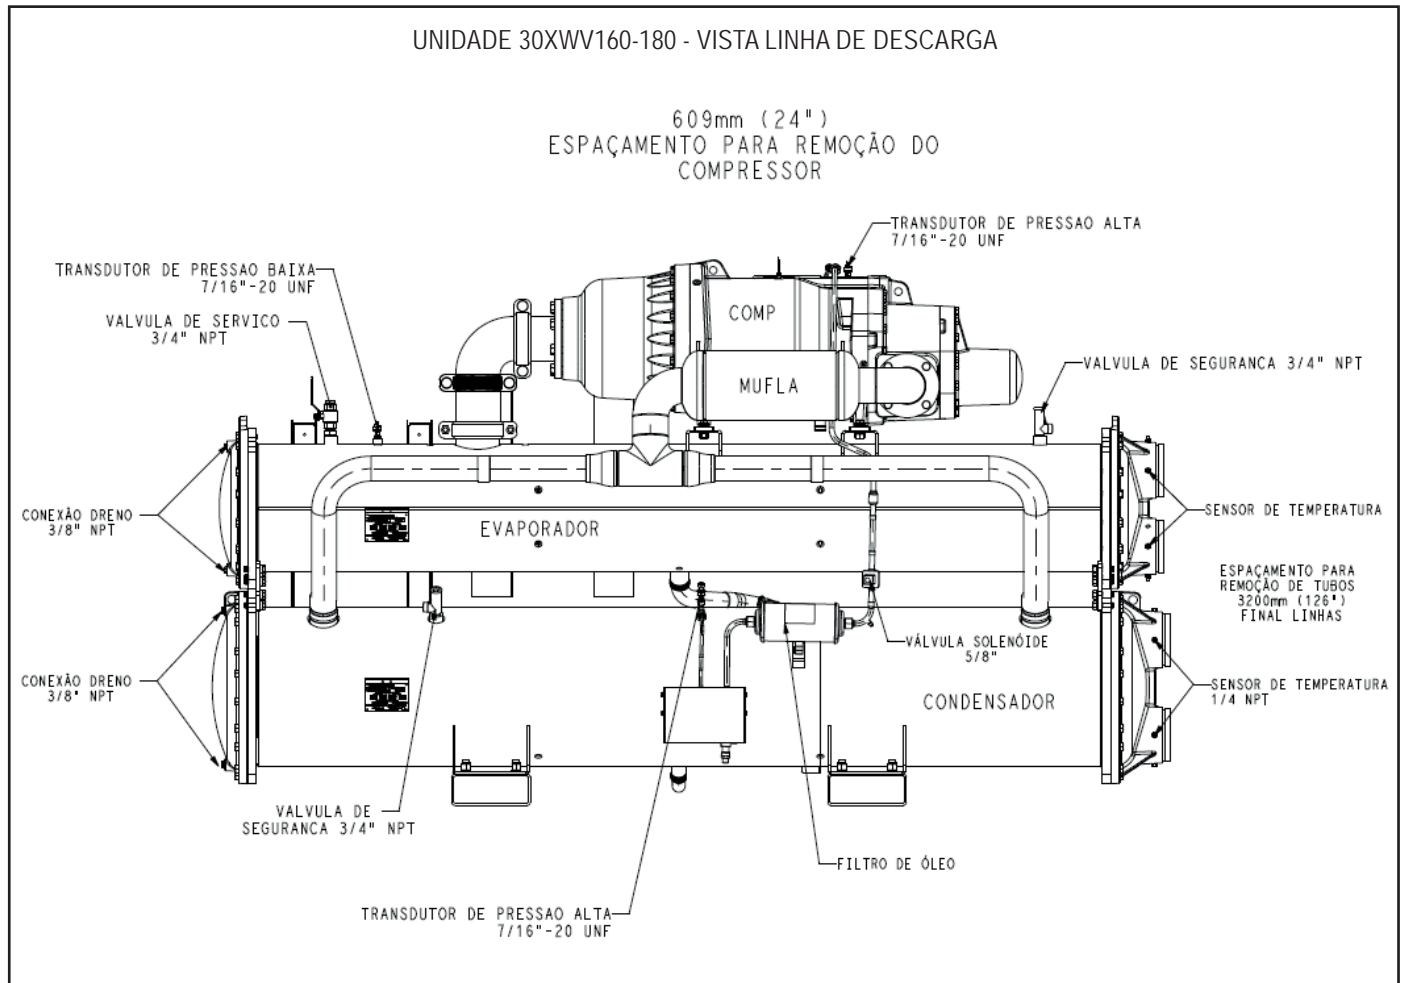 UNIDADE 30XWV160-180 - VISTA LINHA DE DESCARGA
609mm (24")
ESPAÇAMENTO PARA REMOÇÃO DO
COMPRESSOR
TRANSDUTOR DE PRESSAO ALTA
7/16"-20 UNF
TRANSDUTOR DE PRESSAO BAIXA
7/16"-20 UNF
VALVULA DE SERVICO
3/4" NPT
COMP
MUFLA
VALVULA DE SEGURANCA 3/4" NPT
CONEXÃO DRENO
3/8" NPT
EVAPORADOR
SENSOR DE TEMPERATURA
ESPAÇAMENTO PARA
REMOÇÃO DE TUBOS
3200mm (126")
FINAL LINHAS
VÁLVULA SOLENÓIDE
5/8"
CONEXÃO DRENO
3/8" NPT
CONDENSADOR
SENSOR DE TEMPERATURA
1/4 NPT
VALVULA DE
SEGURANCA 3/4" NPT
FILTRO DE ÓLEO
TRANSDUTOR DE PRESSAO ALTA
7/16"-20 UNF